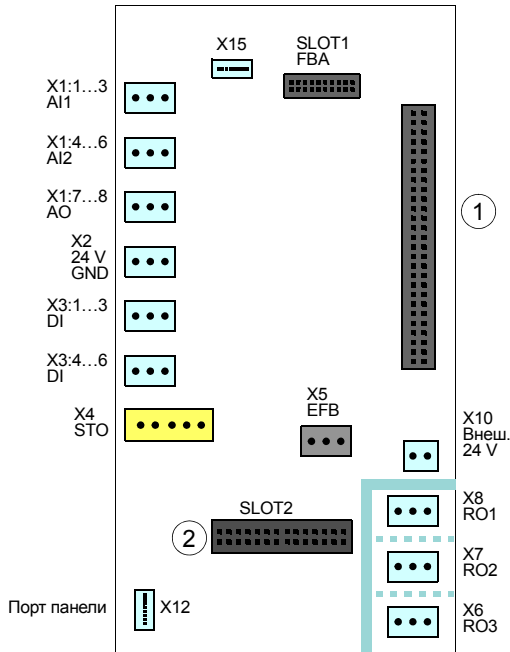 X15
SLOT1
FBA
X1:1…3
AI1
X1:4…6
AI2
X1:7…8
AO
X2
24 V
GND
X3:1…3
DI
X3:4…6
DI
X4
STO
1
X5
EFB
X10
Внеш.
24 V
X8
RO1
SLOT2
2
X7
RO2
Порт панели
X12
X6
RO3